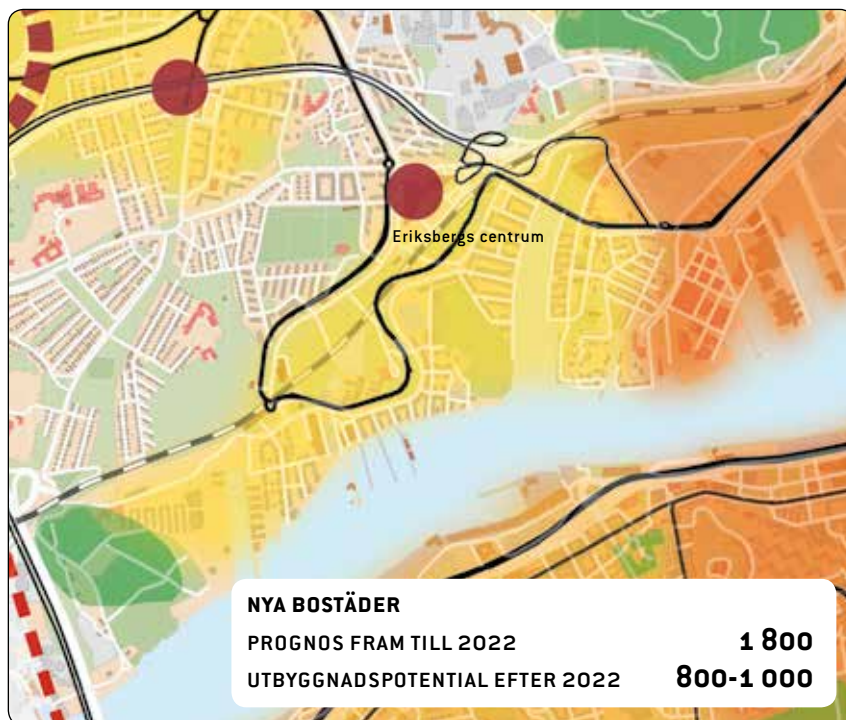 Eriksbergs centrum
NYA BOSTÄDER
PROGNOS FRAM TILL 2022 1 800
UTBYGGNADSPOTENTIAL EFTER 2022 800-1 000